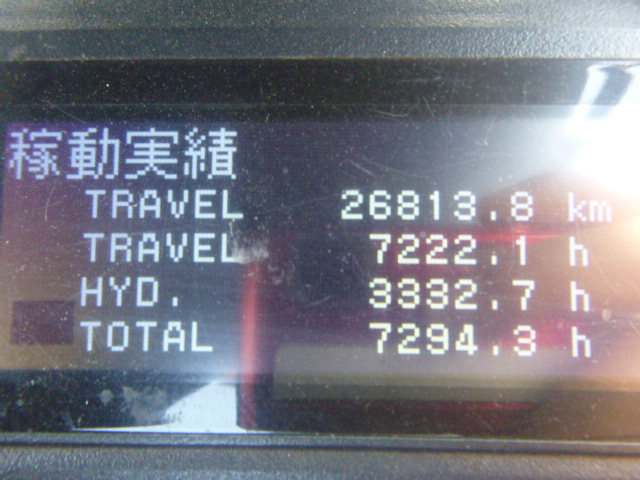 稼動実績
TRAVEL 26813.8 km
TRAVEL 7222.1 h
HYD. 3332.7 h
TOTAL 7294.3 h